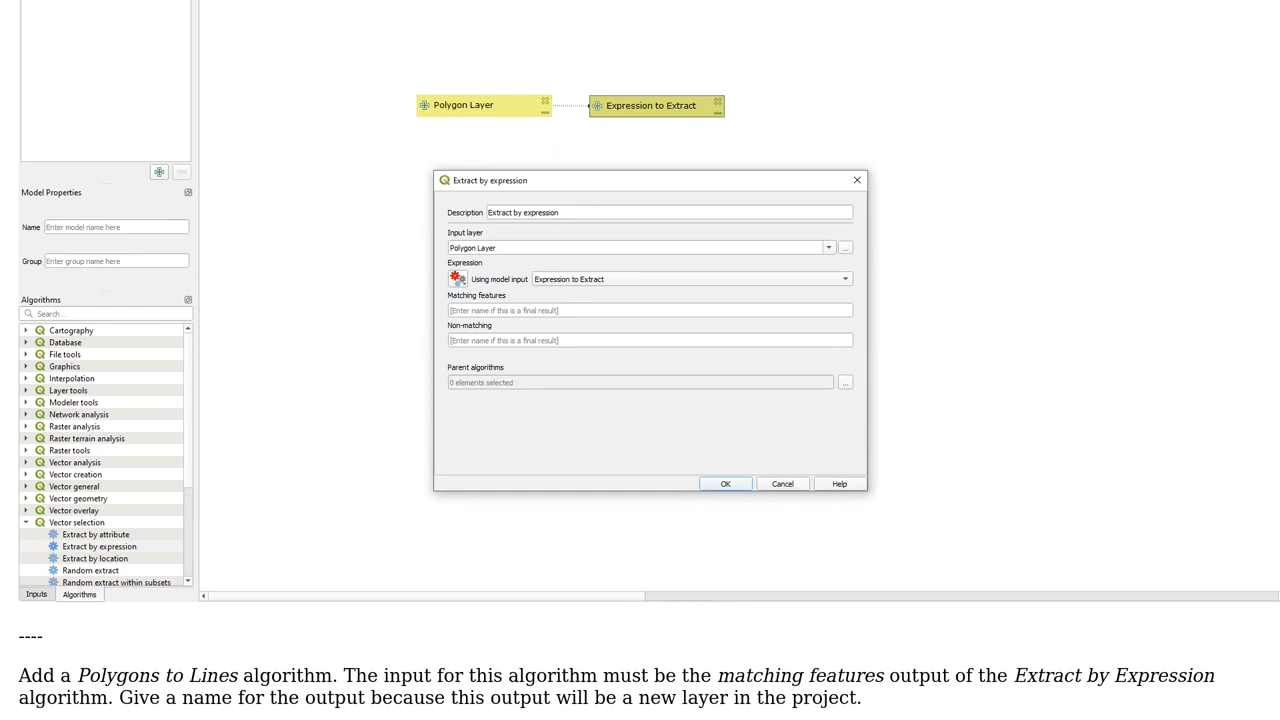 Polygon Layer
Expression to Extract
Extract by expression
Description Extract by expression
Input layer
Polygon Layer
...
Expression
Using model input Expression to Extract
Matching features
[Enter name if this is a final result]
Non-matching
[Enter name if this is a final result]
Parent algorithms
0 elements selected
...
OK Cancel Help
Model Properties
Name Enter model name here
Group Enter group name here
Algorithms
Search...
Cartography
Database
File tools
Graphics
Interpolation
Layer tools
Modeler tools
Network analysis
Raster analysis
Raster terrain analysis
Raster tools
Vector analysis
Vector creation
Vector general
Vector geometry
Vector overlay
Vector selection
Extract by attribute
Extract by expression
Extract by location
Random extract
Random extract within subsets
Inputs Algorithms
----
Add a Polygons to Lines algorithm. The input for this algorithm must be the matching features output of the Extract by Expression
algorithm. Give a name for the output because this output will be a new layer in the project.